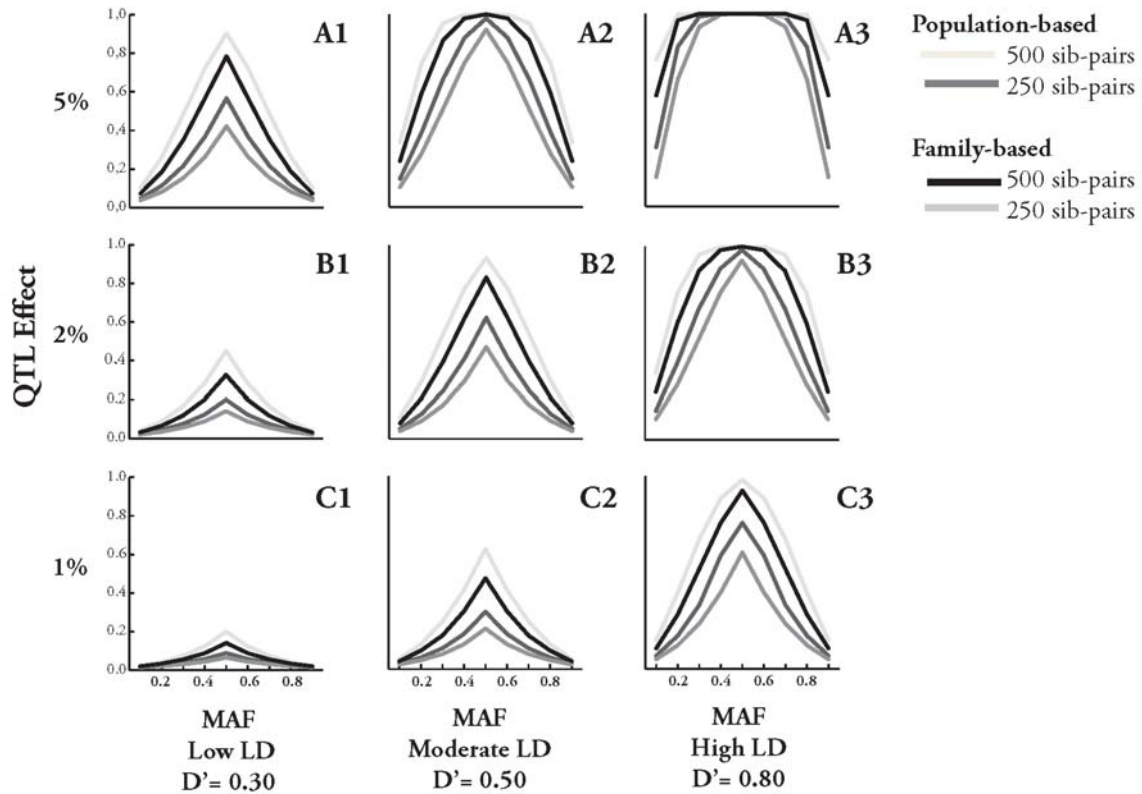 1.0
0.8
0.6
0.4
0.2
0.0
5%
A1
A2
A3
Population-based
500 sib-pairs
250 sib-pairs
Family-based
500 sib-pairs
250 sib-pairs
QTL Effect
1.0
0.8
0.6
0.4
0.2
0.0
2%
B1
B2
B3
1.0
0.8
0.6
0.4
0.2
0.0
1%
C1
C2
C3
0.2 0.4 0.6 0.8
0.2 0.4 0.6 0.8
0.2 0.4 0.6 0.8
MAF
Low LD
D’= 0.30
MAF
Moderate LD
D’= 0.50
MAF
High LD
D’= 0.80